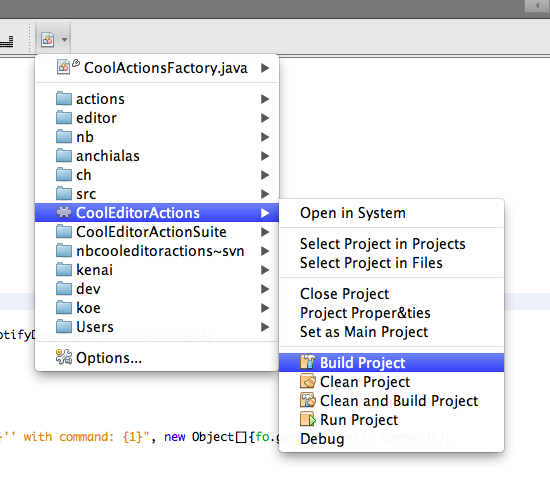 CoolActionsFactory.java
actions
editor
nb
anchialas
ch
src
CoolEditorActions
CoolEditorActionSuite
nbcooleditoractions~svn
kenai
dev
koe
Users
Options...
Open in System
Select Project in Projects
Select Project in Files
Close Project
Project Proper&ties
Set as Main Project
Build Project
Clean Project
Clean and Build Project
Run Project
Debug
'' with command: {1}", new Object[]{fo.